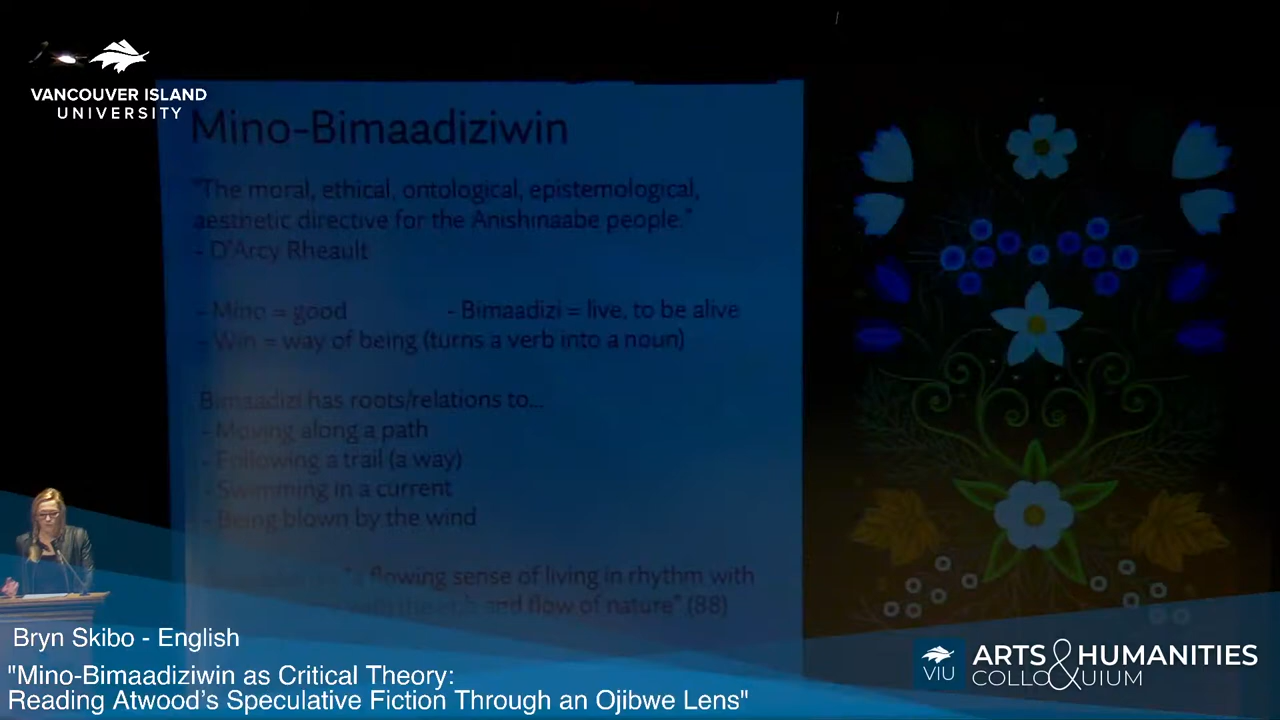 VANCOUVER ISLAND
UNIVERSITY
Mino-Bimaadiziwin
"The moral, ethical, ontological, epistemological,
aesthetic directive for the Anishinaabe people."
- D'Arcy Rheault
- Mino = good - Bimaadizi = live, to be alive
- Win = way of being (turns a verb into a noun)
Bimaadizi has roots/relations to...
- Moving along a path
- Following a trail (a way)
- Swimming in a current
- Being blown by the wind
flowing sense of living in rhythm with
and flow of nature" (88)
Bryn Skibo - English
"Mino-Bimaadiziwin as Critical Theory:
Reading Atwood's Speculative Fiction Through an Ojibwe Lens"
VIU
ARTS & HUMANITIES
COLLOQUIUM